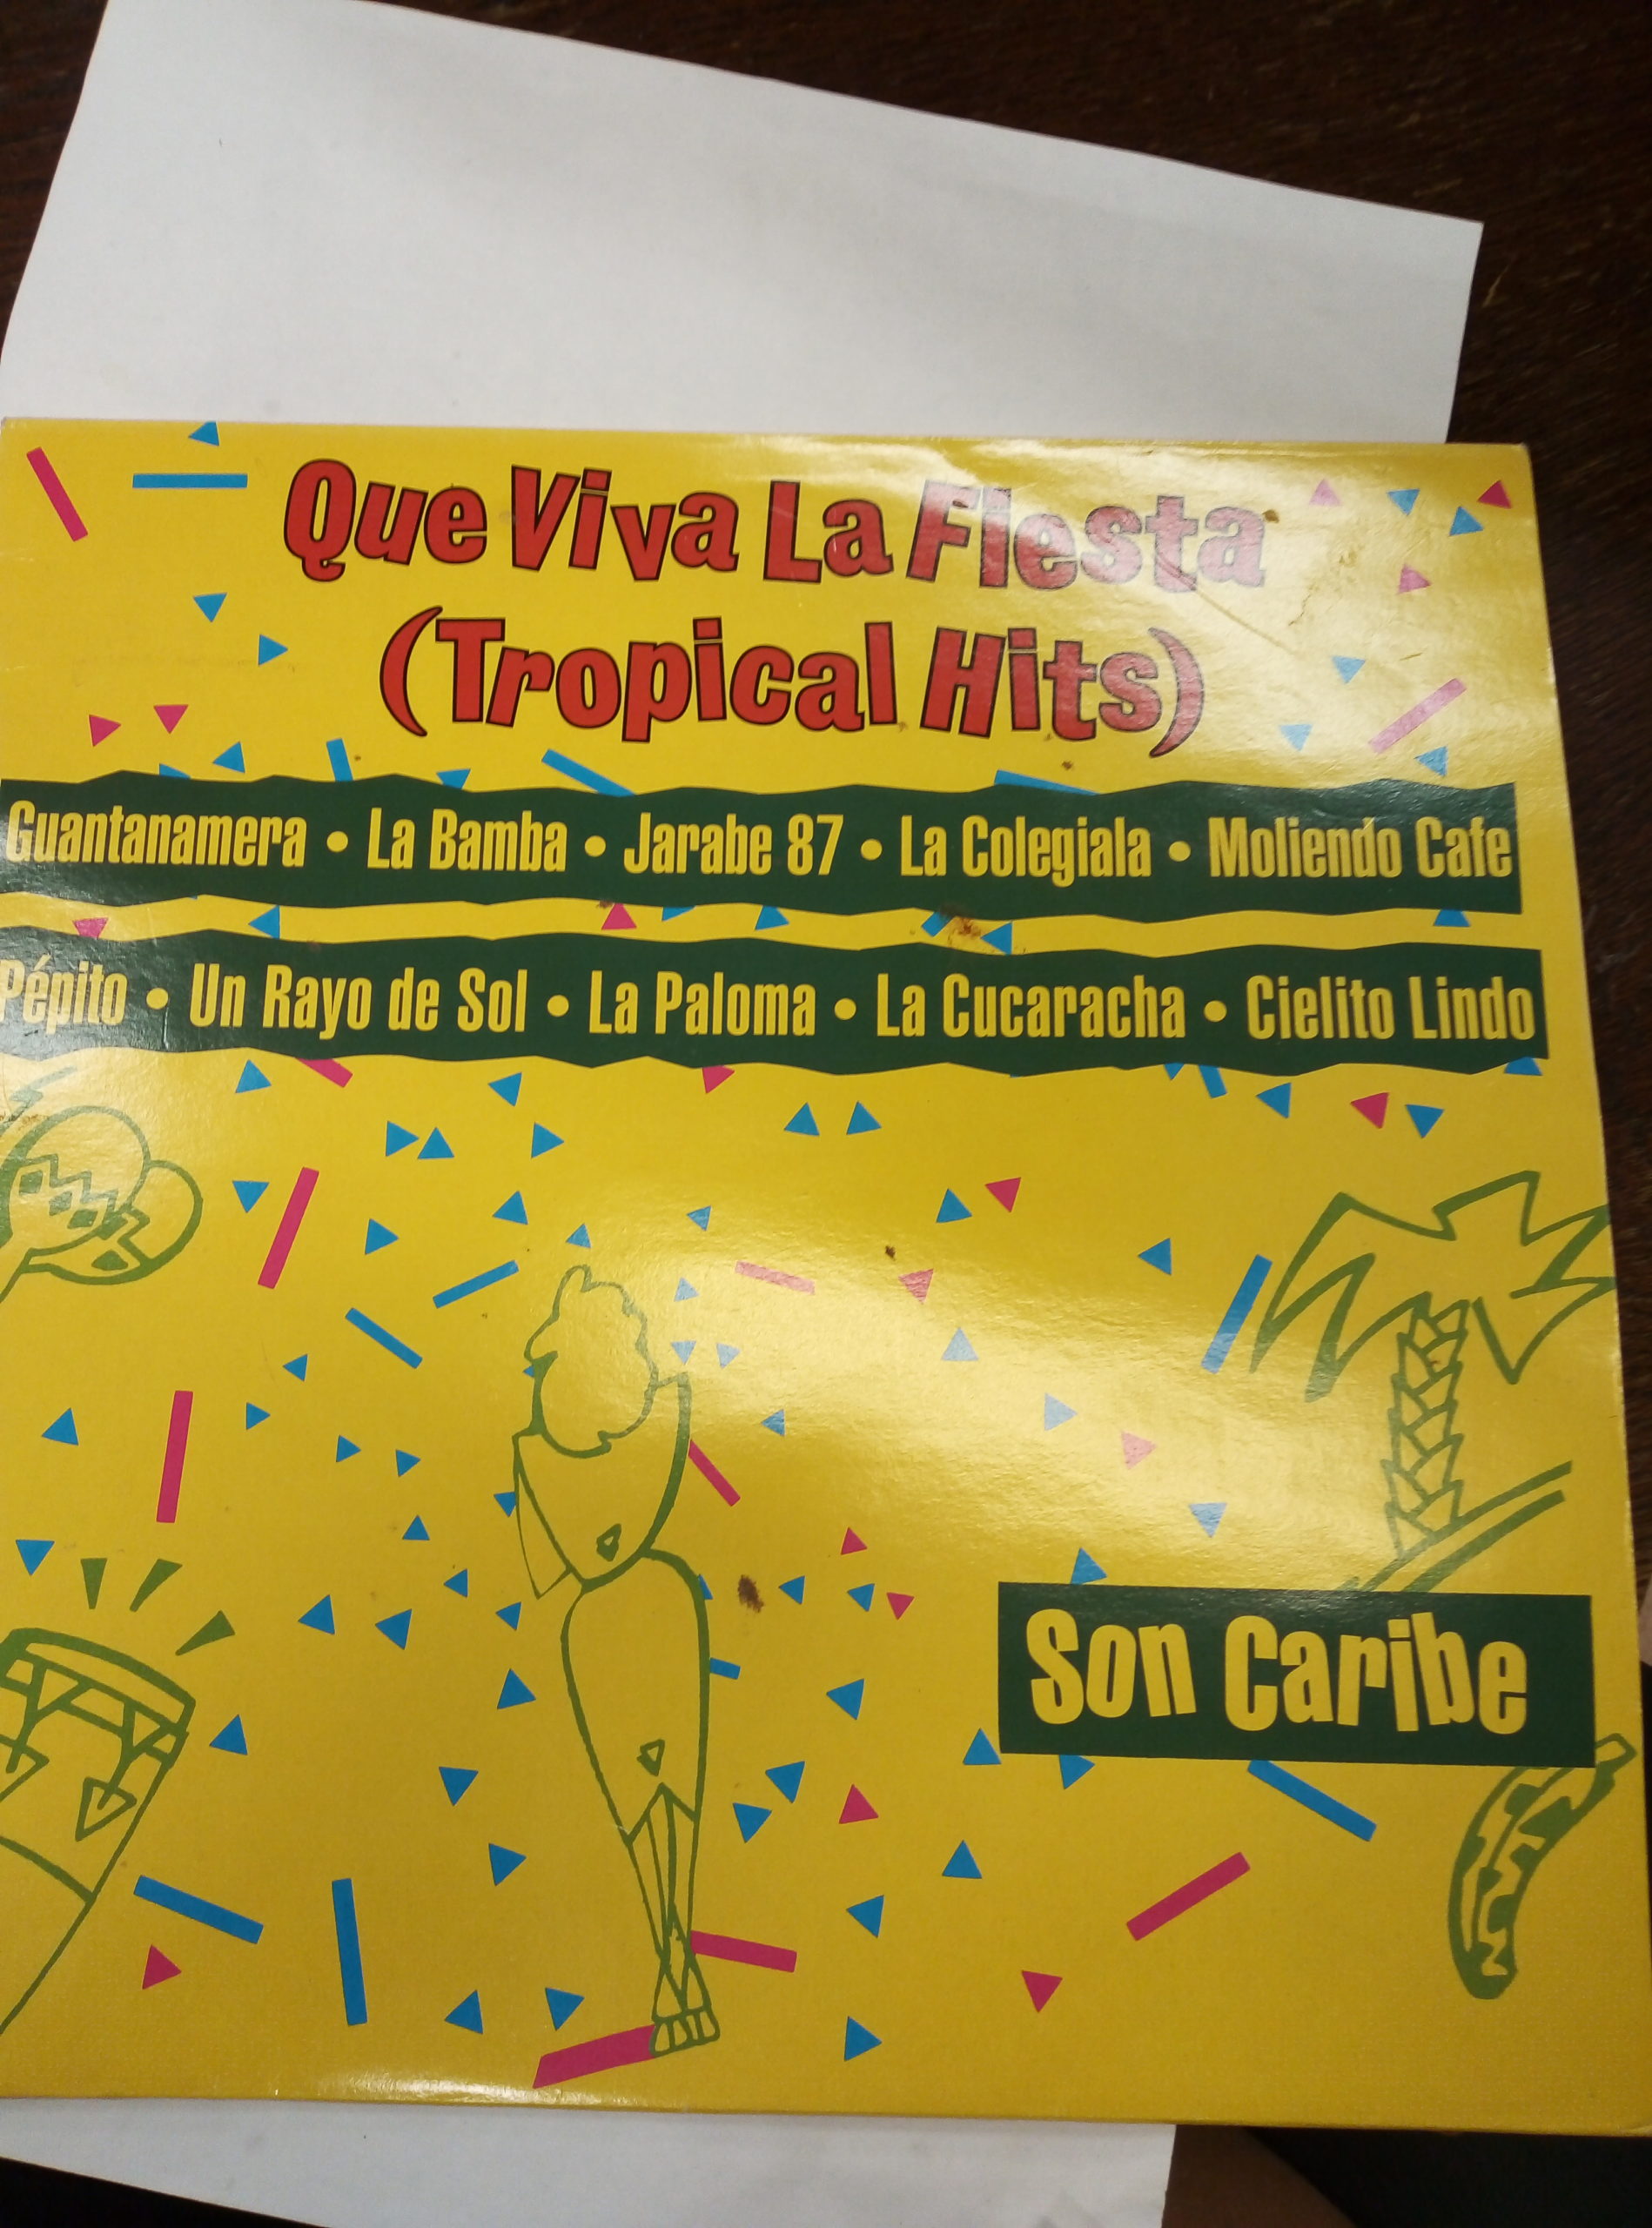 Que Viva La Fiesta
(Tropical Hits)
Guantanamera • La Bamba • Jarabe 87 • La Colegiala • Moliendo Cafe
Pépito • Un Rayo de Sol • La Paloma • La Cucaracha • Cielito Lindo
Son Caribe